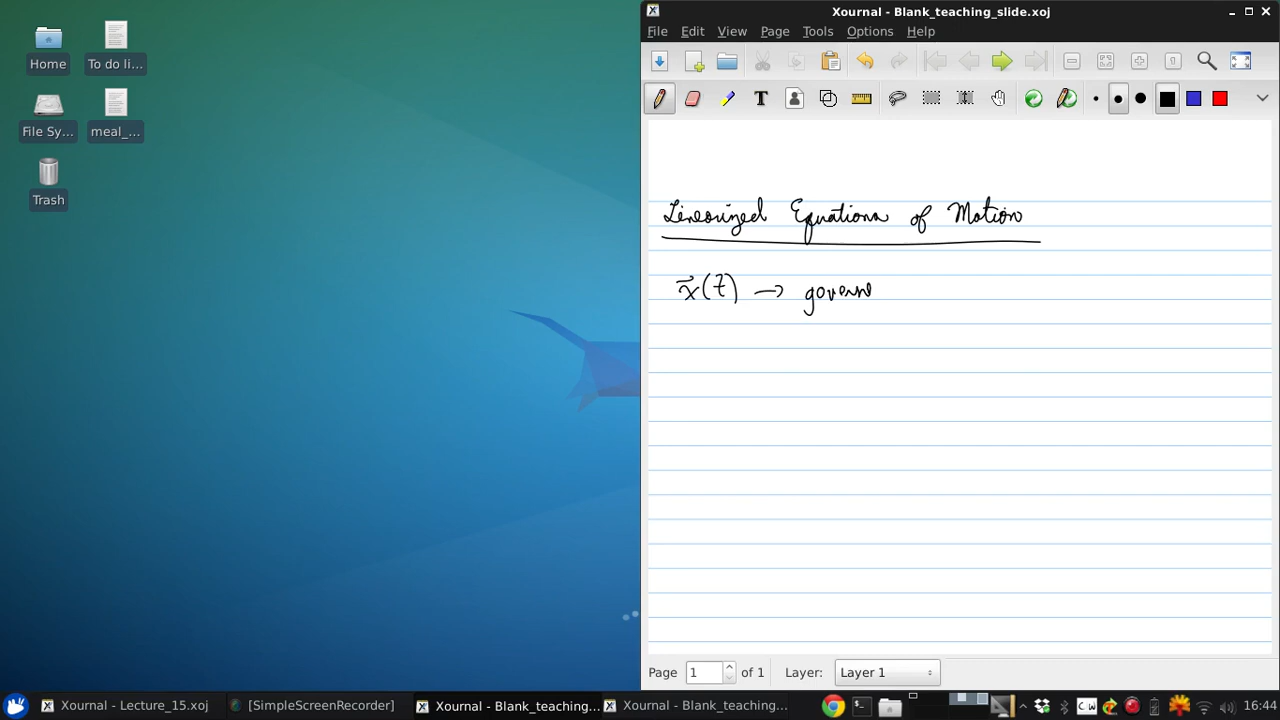 Xournal - Blank_teaching_slide.xoj
File Edit View Page Tools Options Help
T
Home
To do li...
File Sy...
meal_...
Trash
Linearized Equations of Motion
x⃗(t) → governe
Page 1 of 1 Layer: Layer 1
Xournal - Lecture_15.xoj [SimpleScreenRecorder] Xournal - Blank_teaching... Xournal - Blank_teaching... 16:44